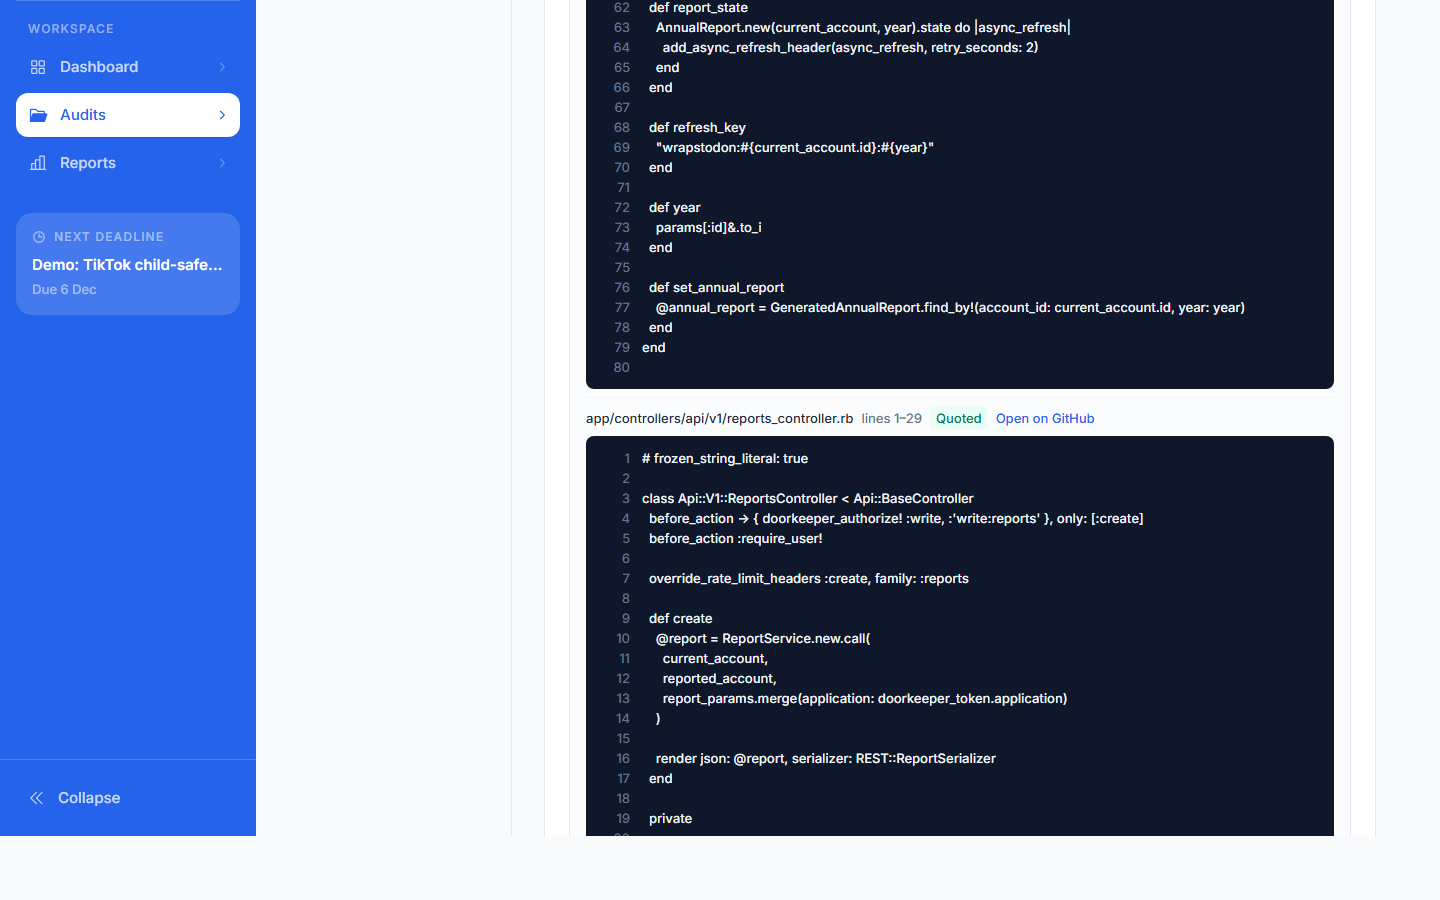 WORKSPACE
Dashboard
Audits
Reports
NEXT DEADLINE
Demo: TikTok child-safe...
Due 6 Dec
Collapse
62 def report_state
63 AnnualReport.new(current_account, year).state do |async_refresh|
64 add_async_refresh_header(async_refresh, retry_seconds: 2)
65 end
66 end
67
68 def refresh_key
69 "wrapstodon:#{current_account.id}:#{year}"
70 end
71
72 def year
73 params[:id]&.to_i
74 end
75
76 def set_annual_report
77 @annual_report = GeneratedAnnualReport.find_by!(account_id: current_account.id, year: year)
78 end
79 end
80
app/controllers/api/v1/reports_controller.rb lines 1–29 Quoted Open on GitHub
1 # frozen_string_literal: true
2
3 class Api::V1::ReportsController < Api::BaseController
4 before_action -> { doorkeeper_authorize! :write, :'write:reports' }, only: [:create]
5 before_action :require_user!
6
7 override_rate_limit_headers :create, family: :reports
8
9 def create
10 @report = ReportService.new.call(
11 current_account,
12 reported_account,
13 report_params.merge(application: doorkeeper_token.application)
14 )
15
16 render json: @report, serializer: REST::ReportSerializer
17 end
18
19 private